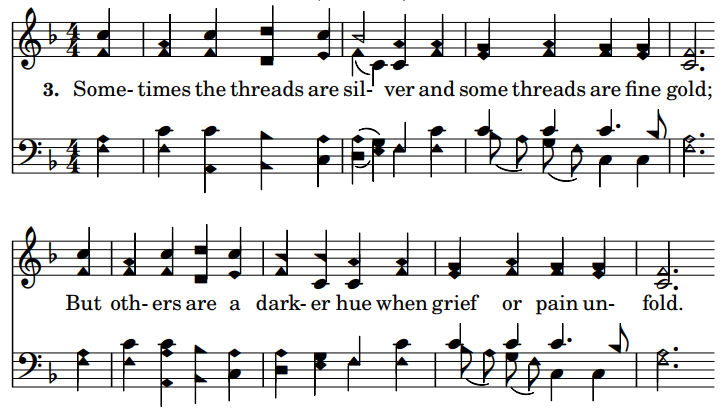 3. Some- times the threads are sil- ver and some threads are fine gold;
But oth- ers are a dark- er hue when grief or pain un- fold.